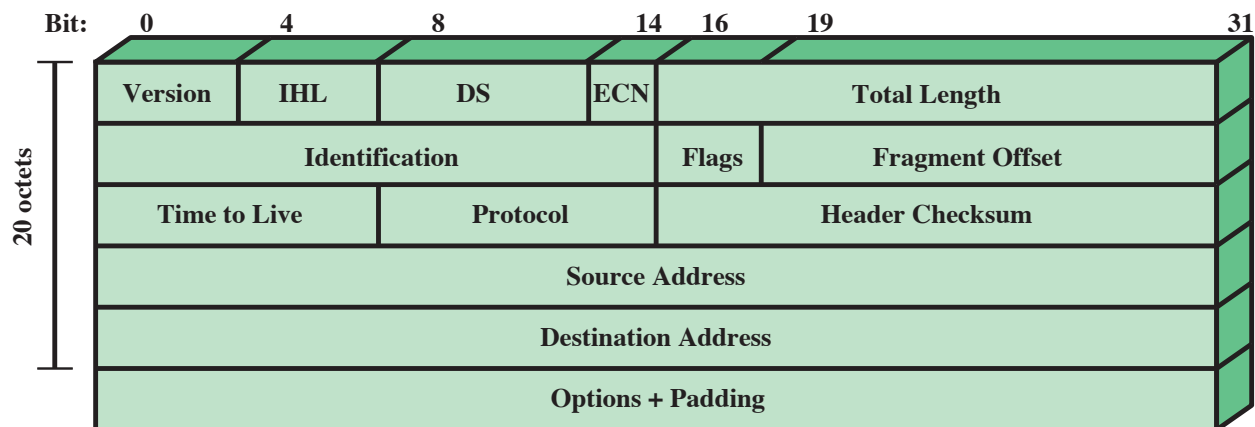 Bit: 0 4 8 14 16 19 31
Version IHL DS ECN Total Length
Identification Flags Fragment Offset
Time to Live Protocol Header Checksum
Source Address
Destination Address
Options + Padding
20 octets